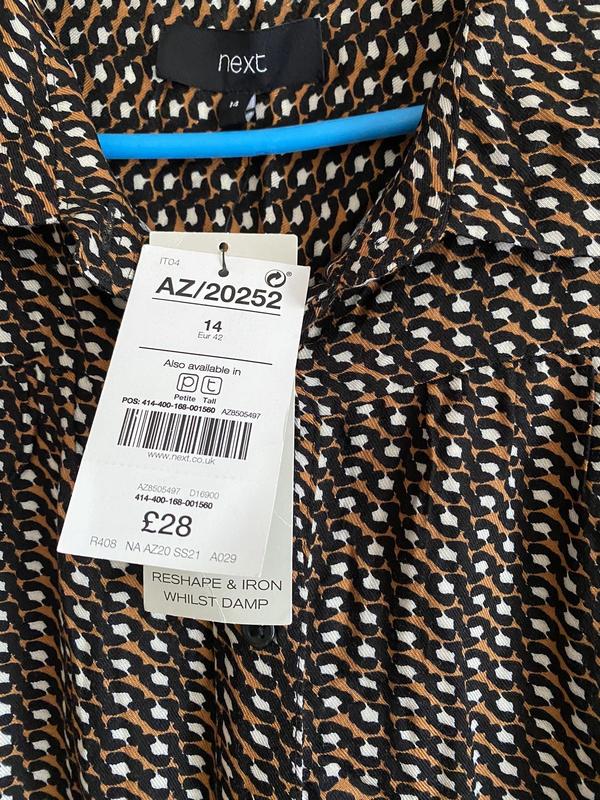 next
14
IT04
AZ/20252
14
Eur 42
Also available in
p t
Petite Tall
POS: 414-400-168-001560 AZ8505497
www.next.co.uk
AZ8505497 D16900
414-400-168-001560
£28
R408 NA AZ20 SS21 A029
RESHAPE & IRON
WHILST DAMP